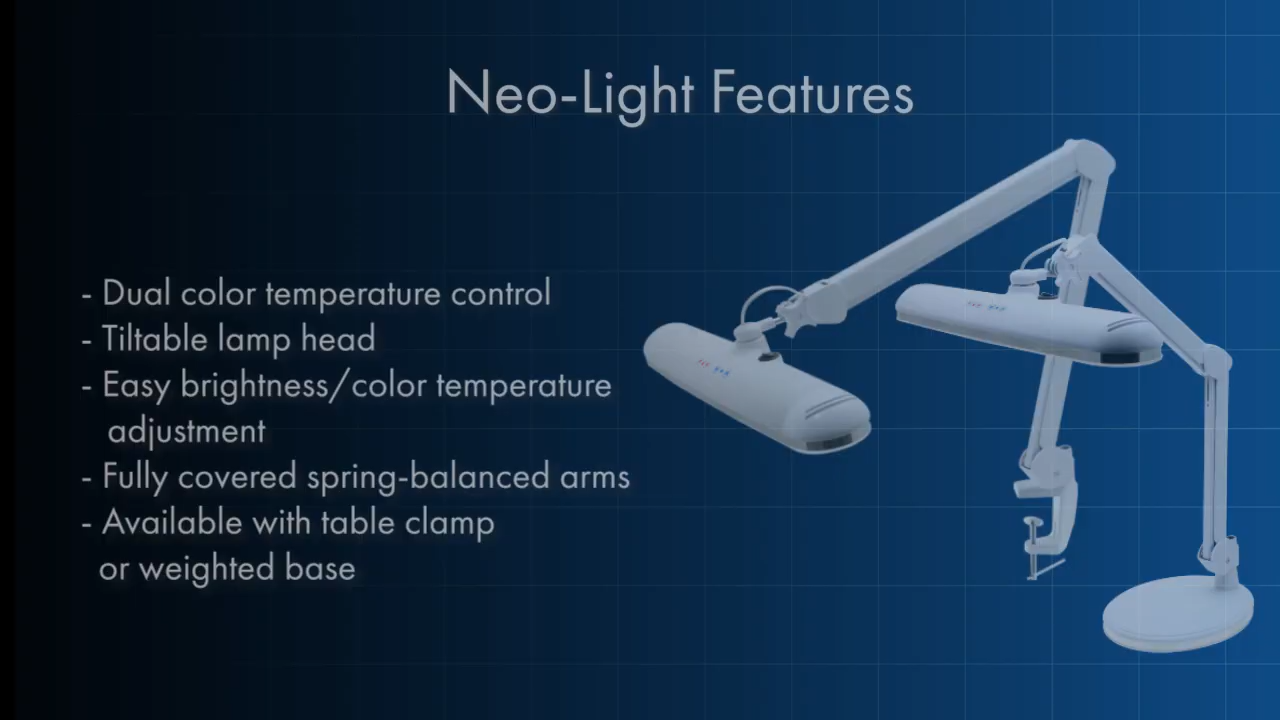 Neo-Light Features
- Dual color temperature control
- Tiltable lamp head
- Easy brightness/color temperature
adjustment
- Fully covered spring-balanced arms
- Available with table clamp
or weighted base